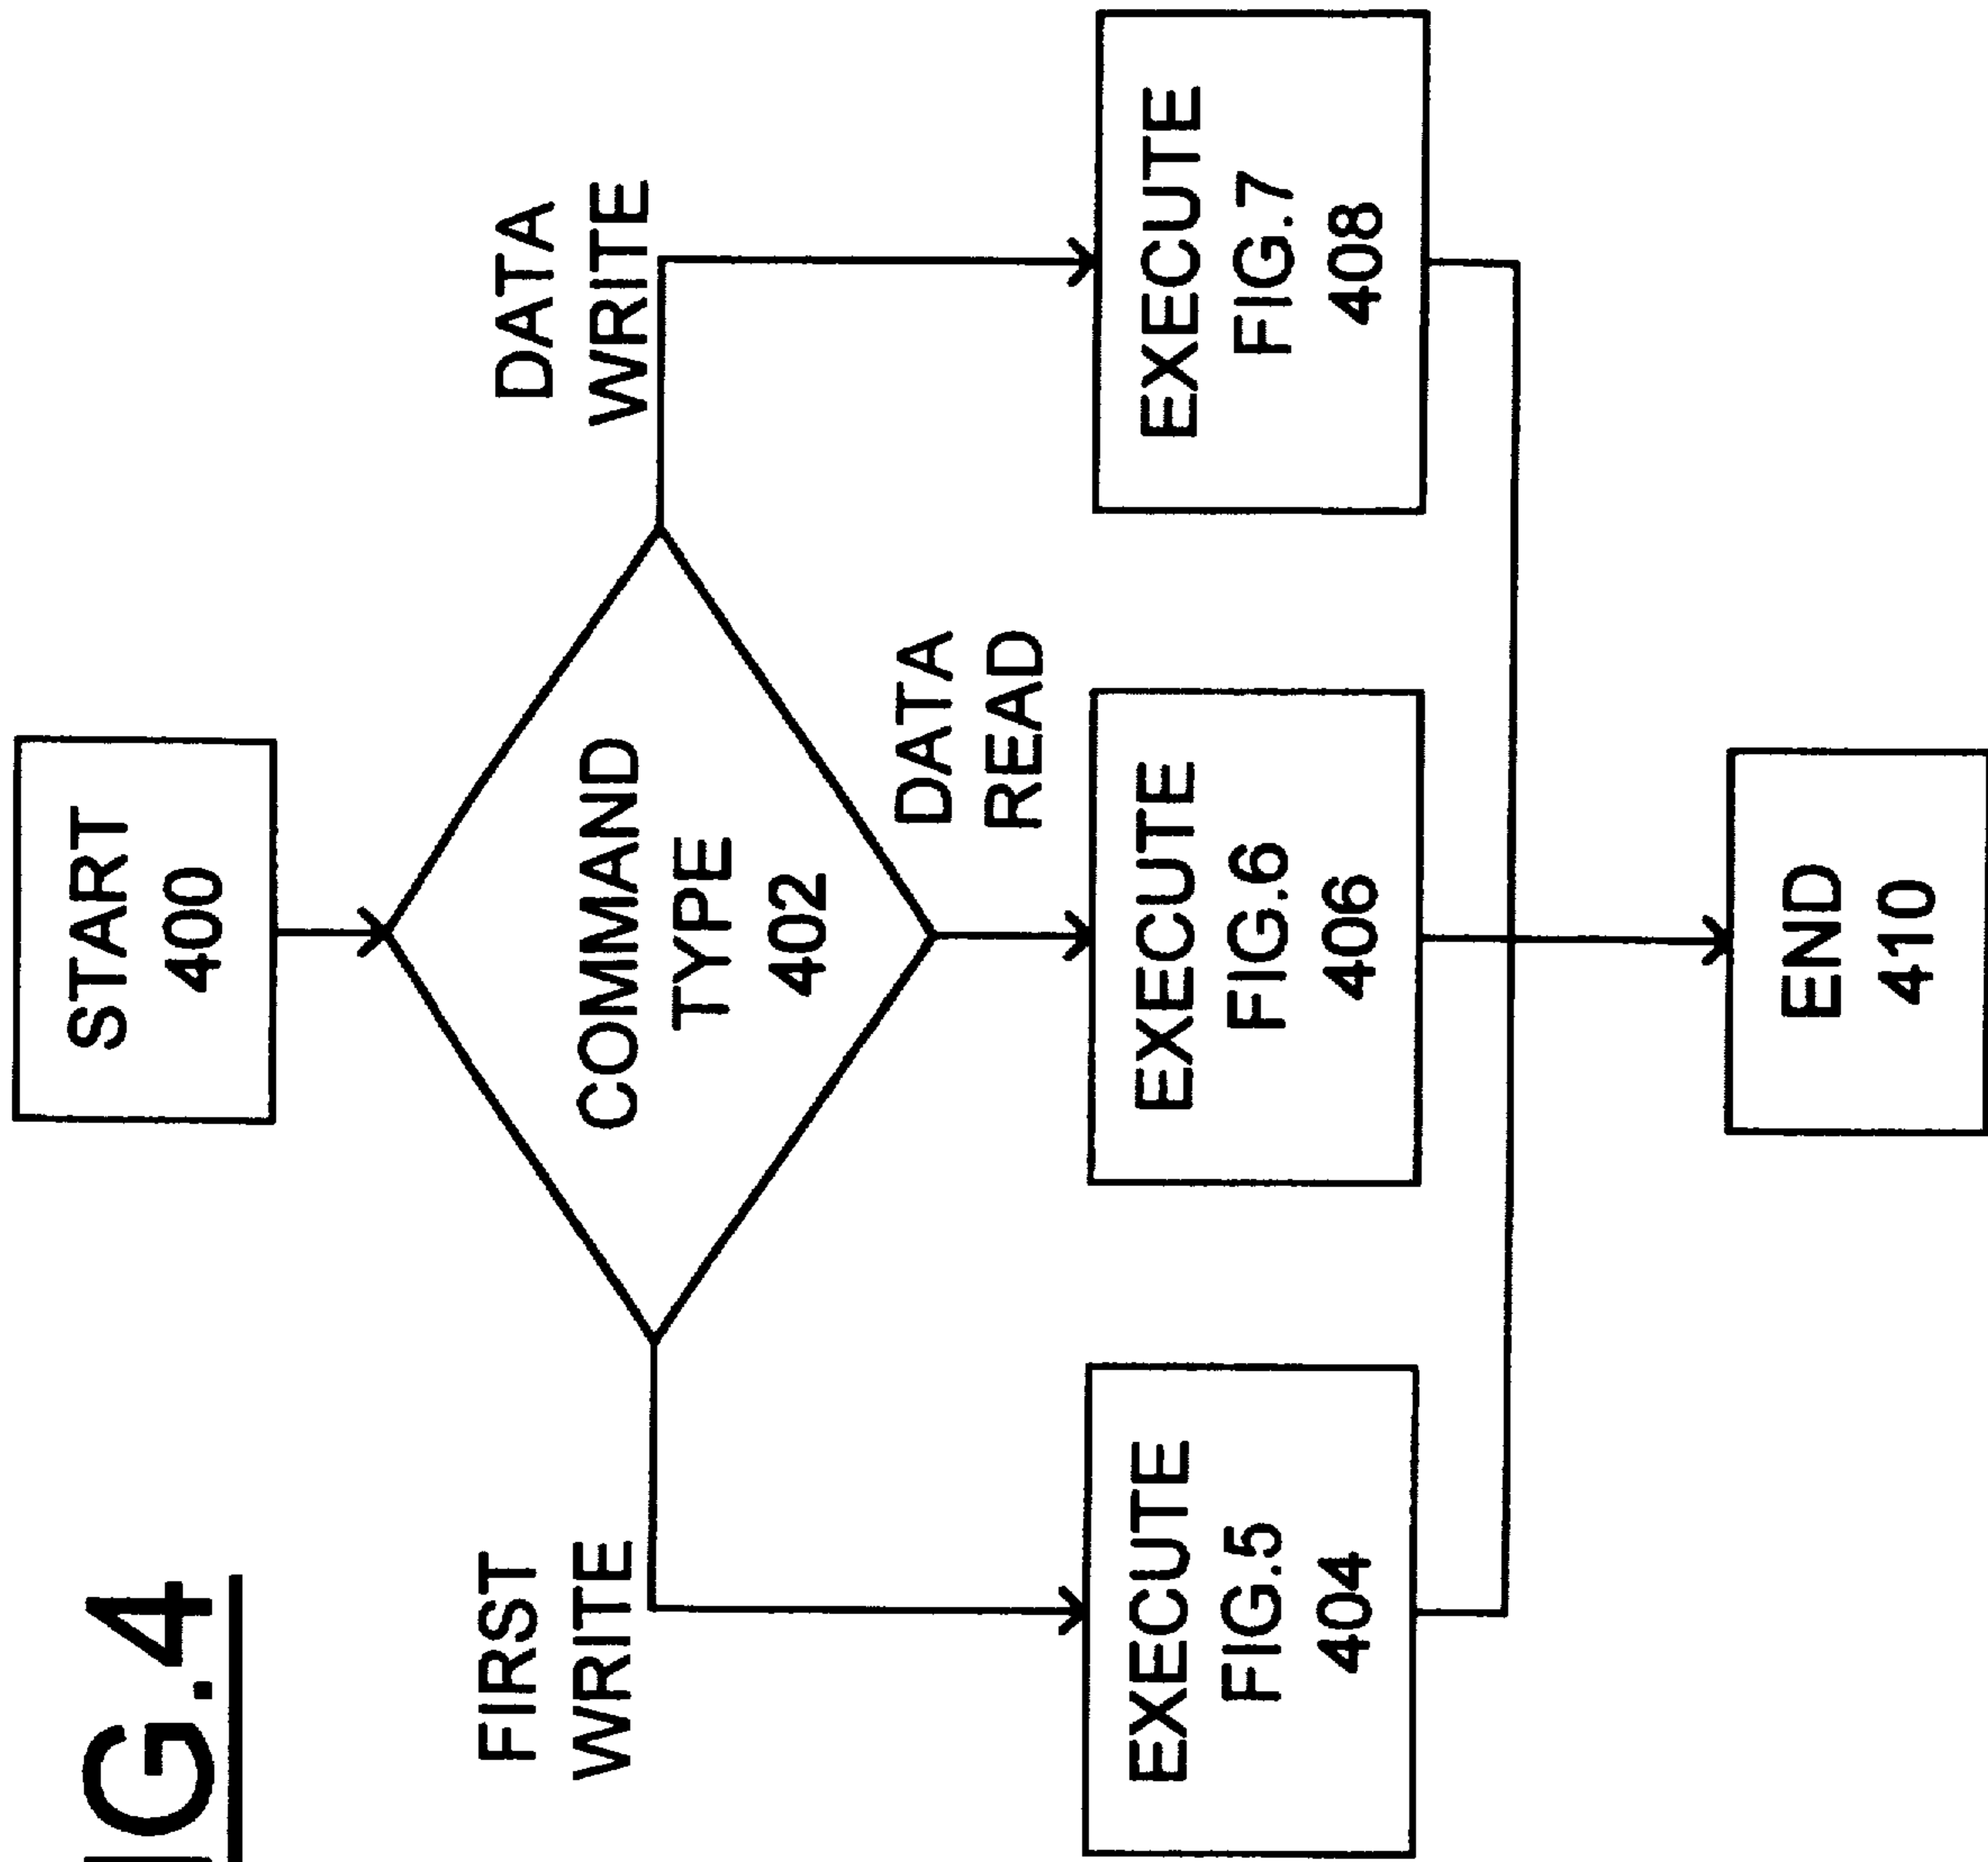 G.4
START
400
FIRST
WRITE
COMMAND
TYPE
402
DATA
WRITE
DATA
READ
EXECUTE
FIG.5
404
EXECUTE
FIG.6
406
EXECUTE
FIG.7
408
END
410